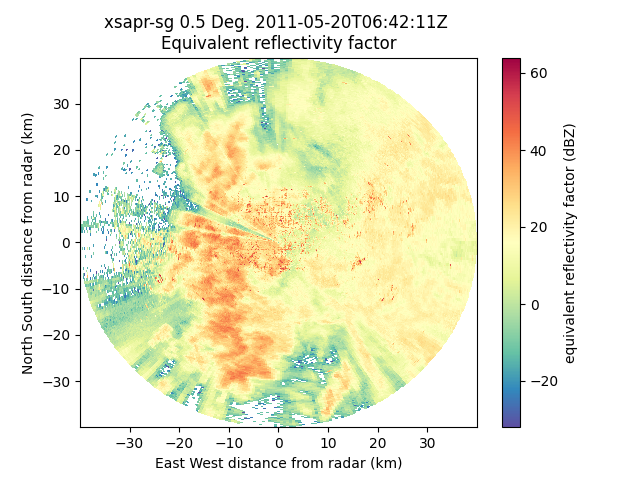 xsapr-sg 0.5 Deg. 2011-05-20T06:42:11Z
Equivalent reflectivity factor
North South distance from radar (km)
30
20
10
0
−10
−20
−30
−30 −20 −10 0 10 20 30
East West distance from radar (km)
60
40
20
0
−20
equivalent reflectivity factor (dBZ)